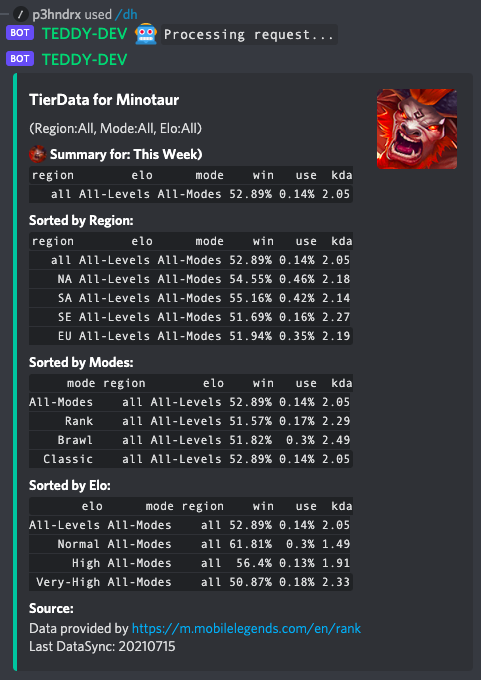 p3hndrx used /dh
BOT TEDDY-DEV Processing request...
BOT TEDDY-DEV
TierData for Minotaur
(Region:All, Mode:All, Elo:All)
Summary for: This Week)
region elo mode win use kda
all All-Levels All-Modes 52.89% 0.14% 2.05
Sorted by Region:
region elo mode win use kda
all All-Levels All-Modes 52.89% 0.14% 2.05
NA All-Levels All-Modes 54.55% 0.46% 2.18
SA All-Levels All-Modes 55.16% 0.42% 2.14
SE All-Levels All-Modes 51.69% 0.16% 2.27
EU All-Levels All-Modes 51.94% 0.35% 2.19
Sorted by Modes:
mode region elo win use kda
All-Modes all All-Levels 52.89% 0.14% 2.05
Rank all All-Levels 51.57% 0.17% 2.29
Brawl all All-Levels 51.82% 0.3% 2.49
Classic all All-Levels 52.89% 0.14% 2.05
Sorted by Elo:
elo mode region win use kda
All-Levels All-Modes all 52.89% 0.14% 2.05
Normal All-Modes all 61.81% 0.3% 1.49
High All-Modes all 56.4% 0.13% 1.91
Very-High All-Modes all 50.87% 0.18% 2.33
Source:
Data provided by https://m.mobilelegends.com/en/rank
Last DataSync: 20210715